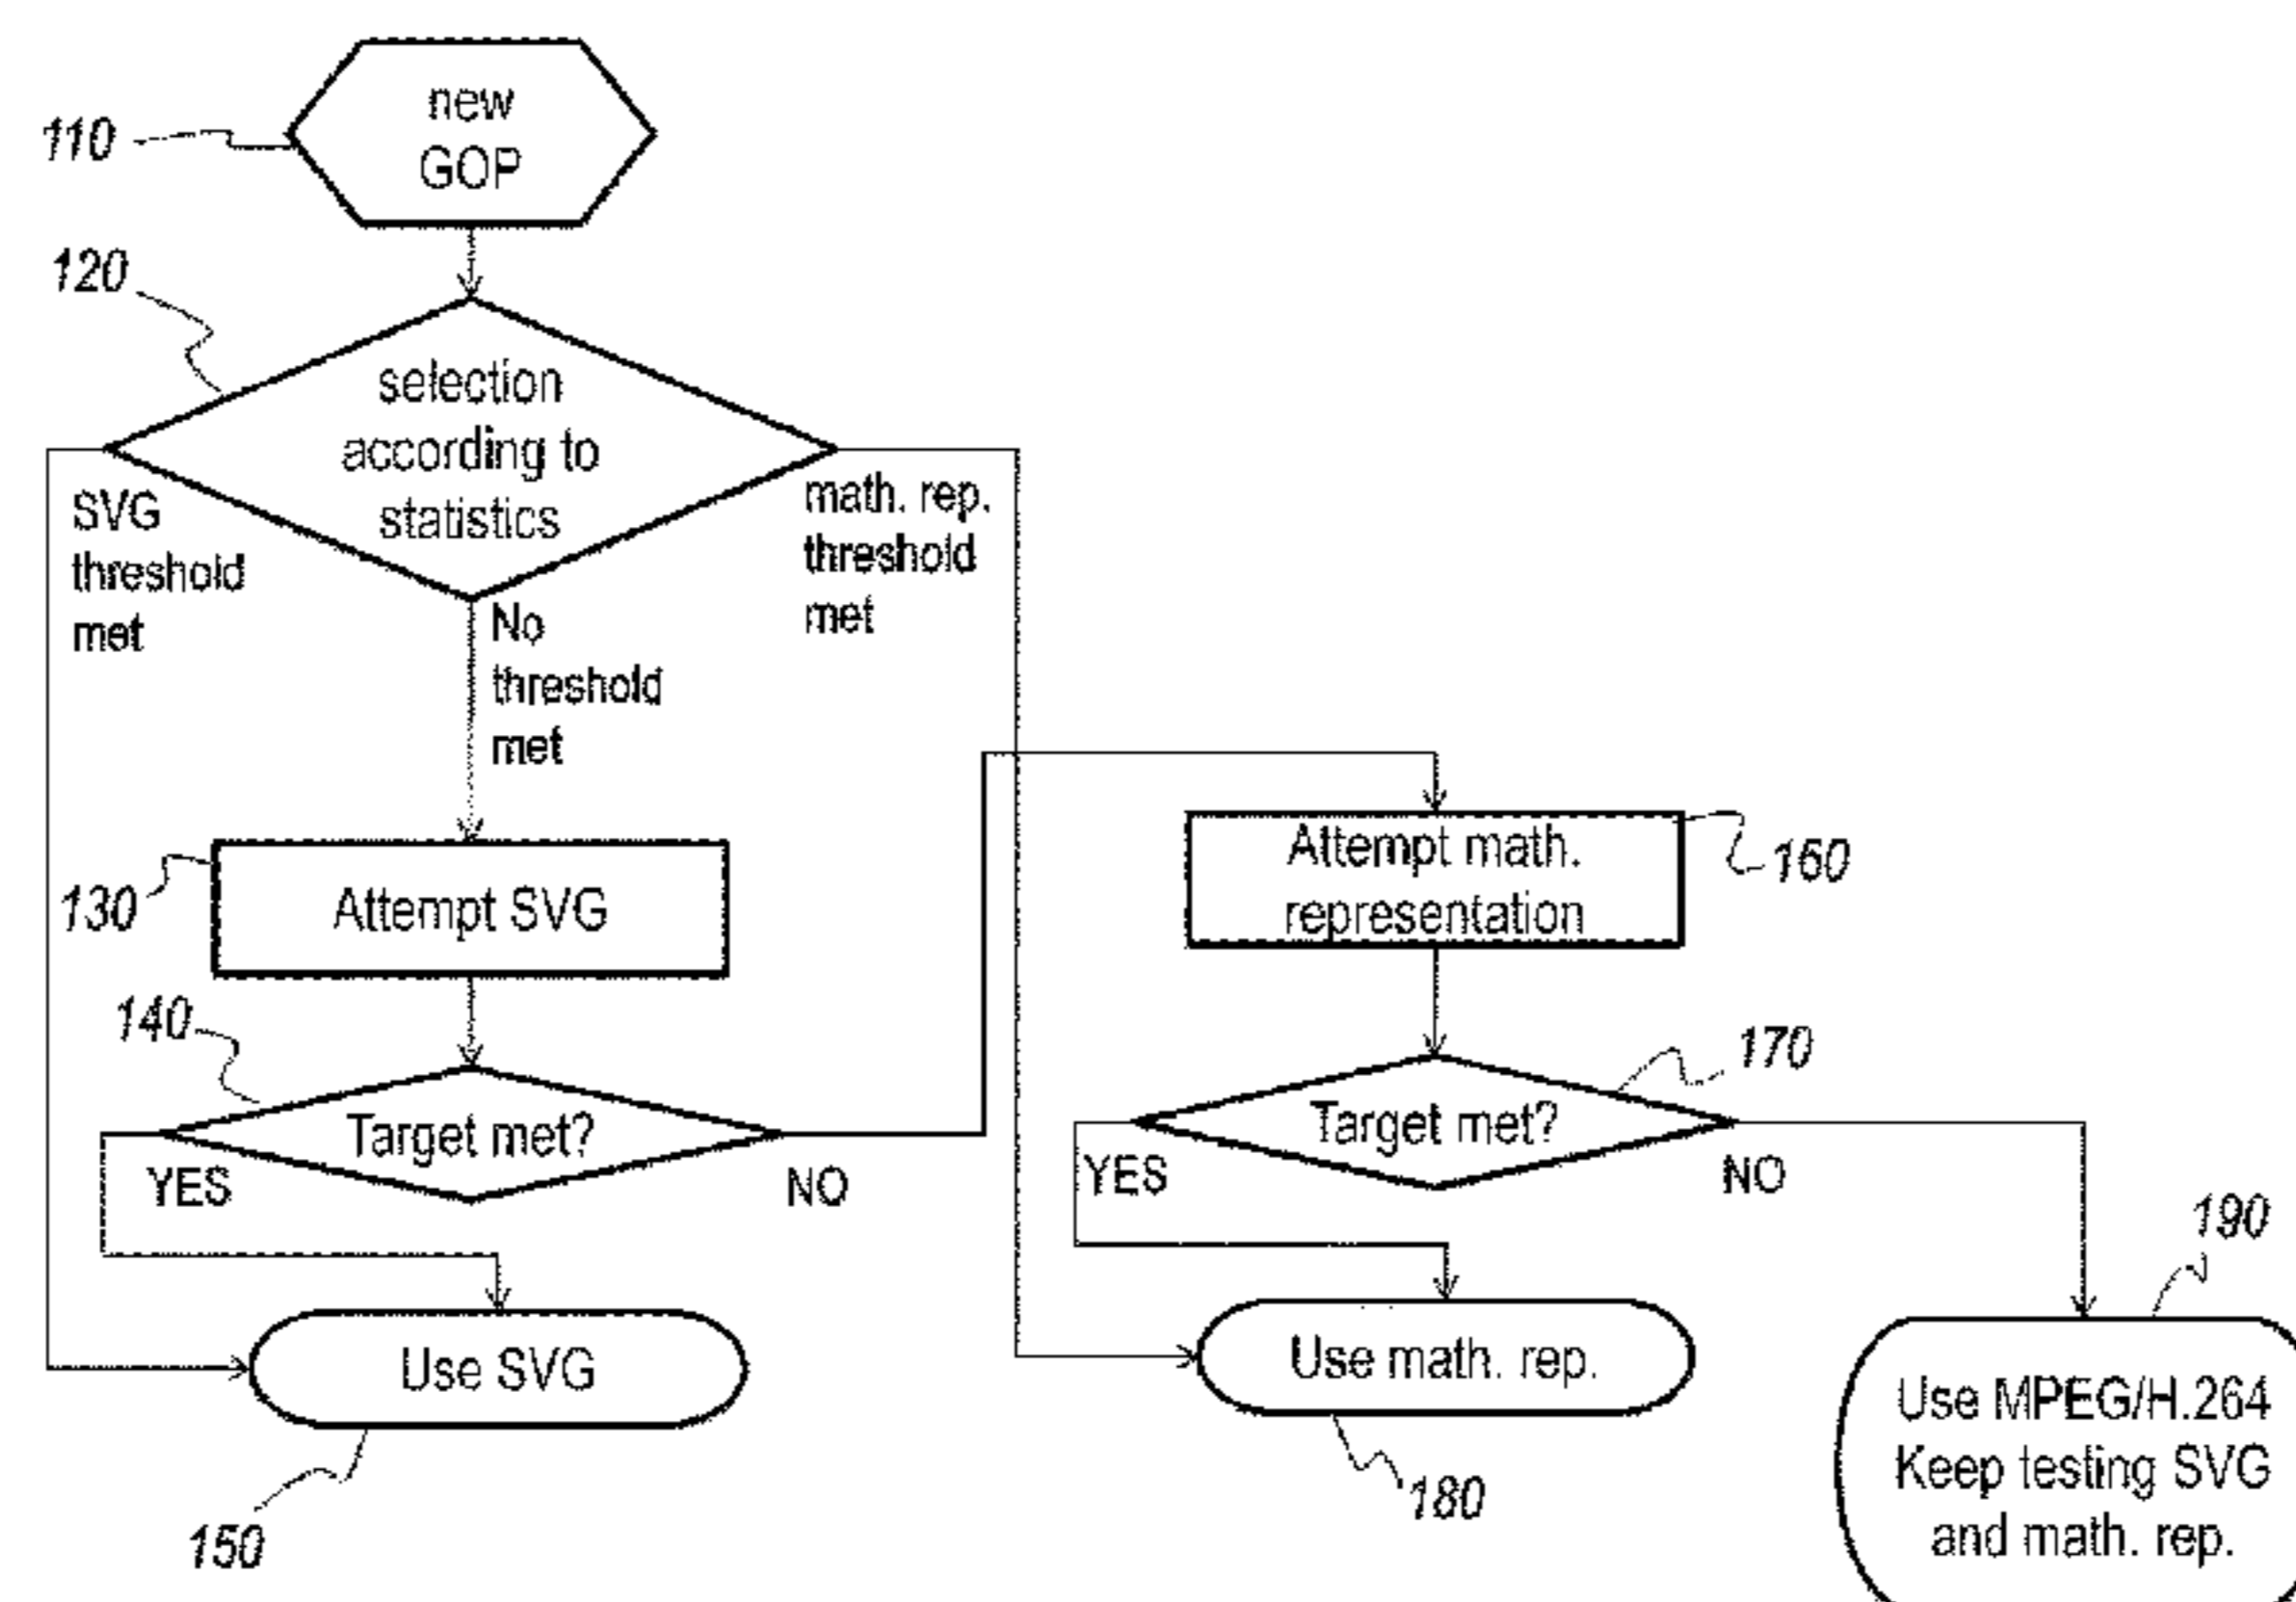 new
GOP
110
120
selection
according to
statistics
SVG
threshold
met
No
threshold
met
math. rep.
threshold
met
130
Attempt SVG
Attempt math.
representation
160
140
Target met?
YES
NO
170
Target met?
YES
NO
190
Use SVG
150
Use math. rep.
180
Use MPEG/H.264
Keep testing SVG
and math. rep.